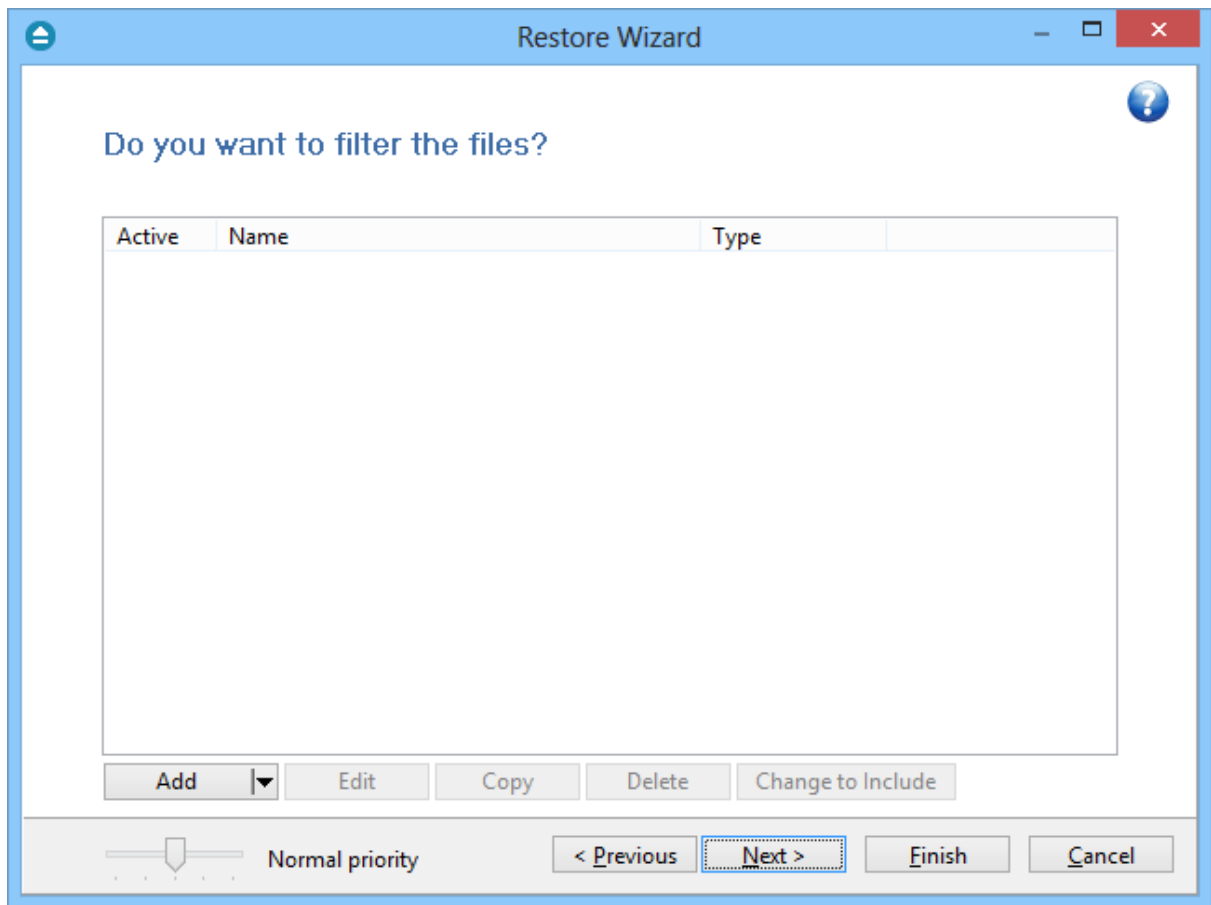 Restore Wizard
Do you want to filter the files?
Active Name Type
Add Edit Copy Delete Change to Include
Normal priority < Previous Next > Finish Cancel